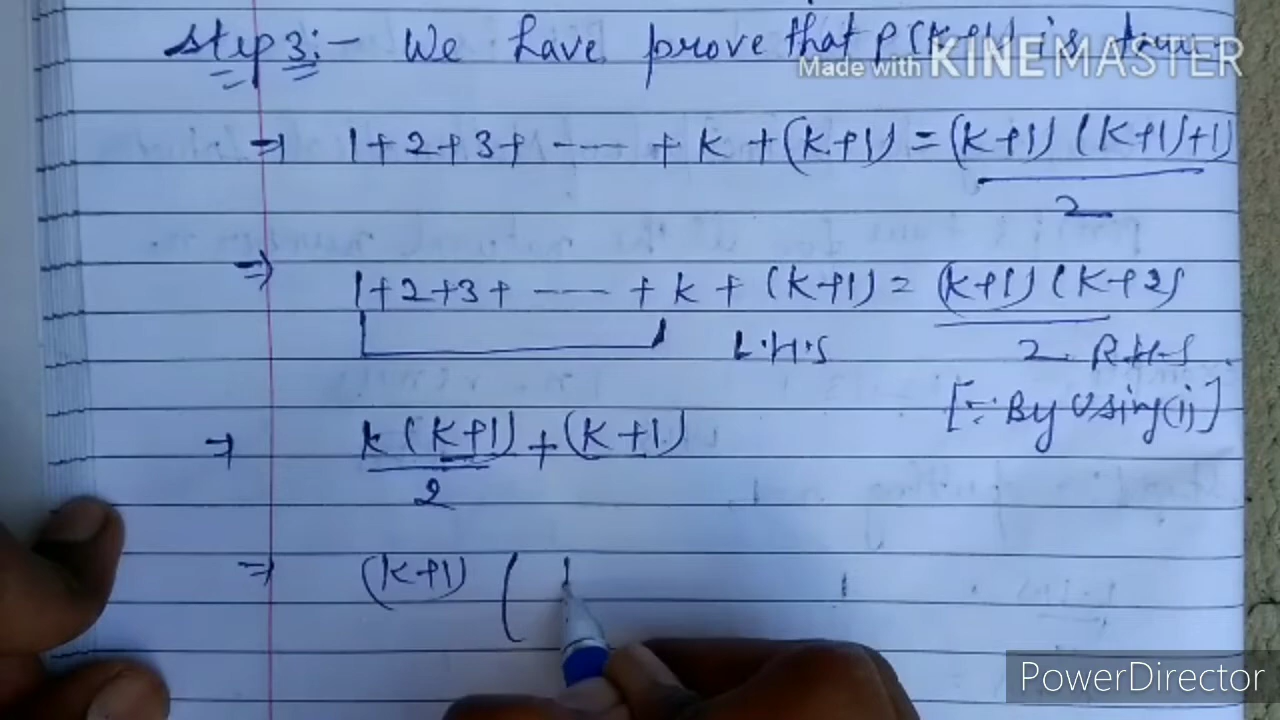 Step 3:- We have prove that P(K+1) is true.
Made with KINEMASTER
⇒ 1+2+3+ ---- + K + (K+1) = (K+1) (K+1)+1)
2
⇒ 1+2+3+ ---- + K + (K+1) = (K+1) (K+2)
L.H.S 2 R.H.S
[∵ By Using (i)]
⇒ K (K+1) + (K+1)
2
⇒ (K+1) ( 1
PowerDirector